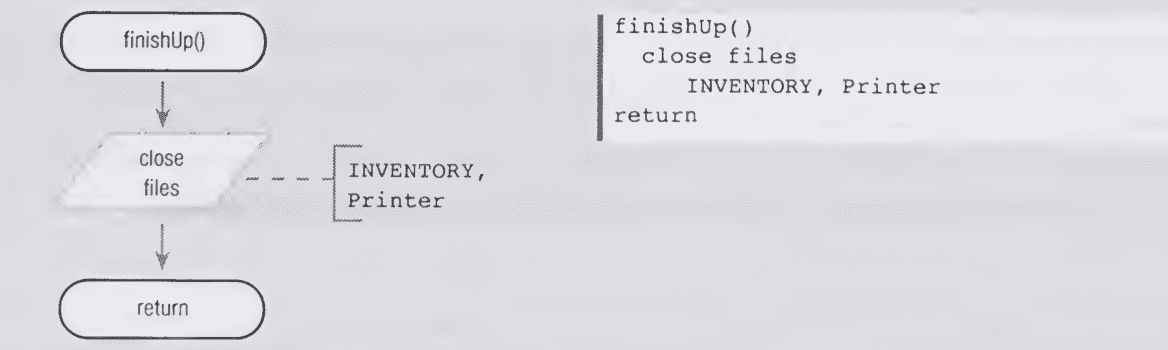 finishUp()
close
files
INVENTORY,
Printer
return
finishUp()
close files
INVENTORY, Printer
return